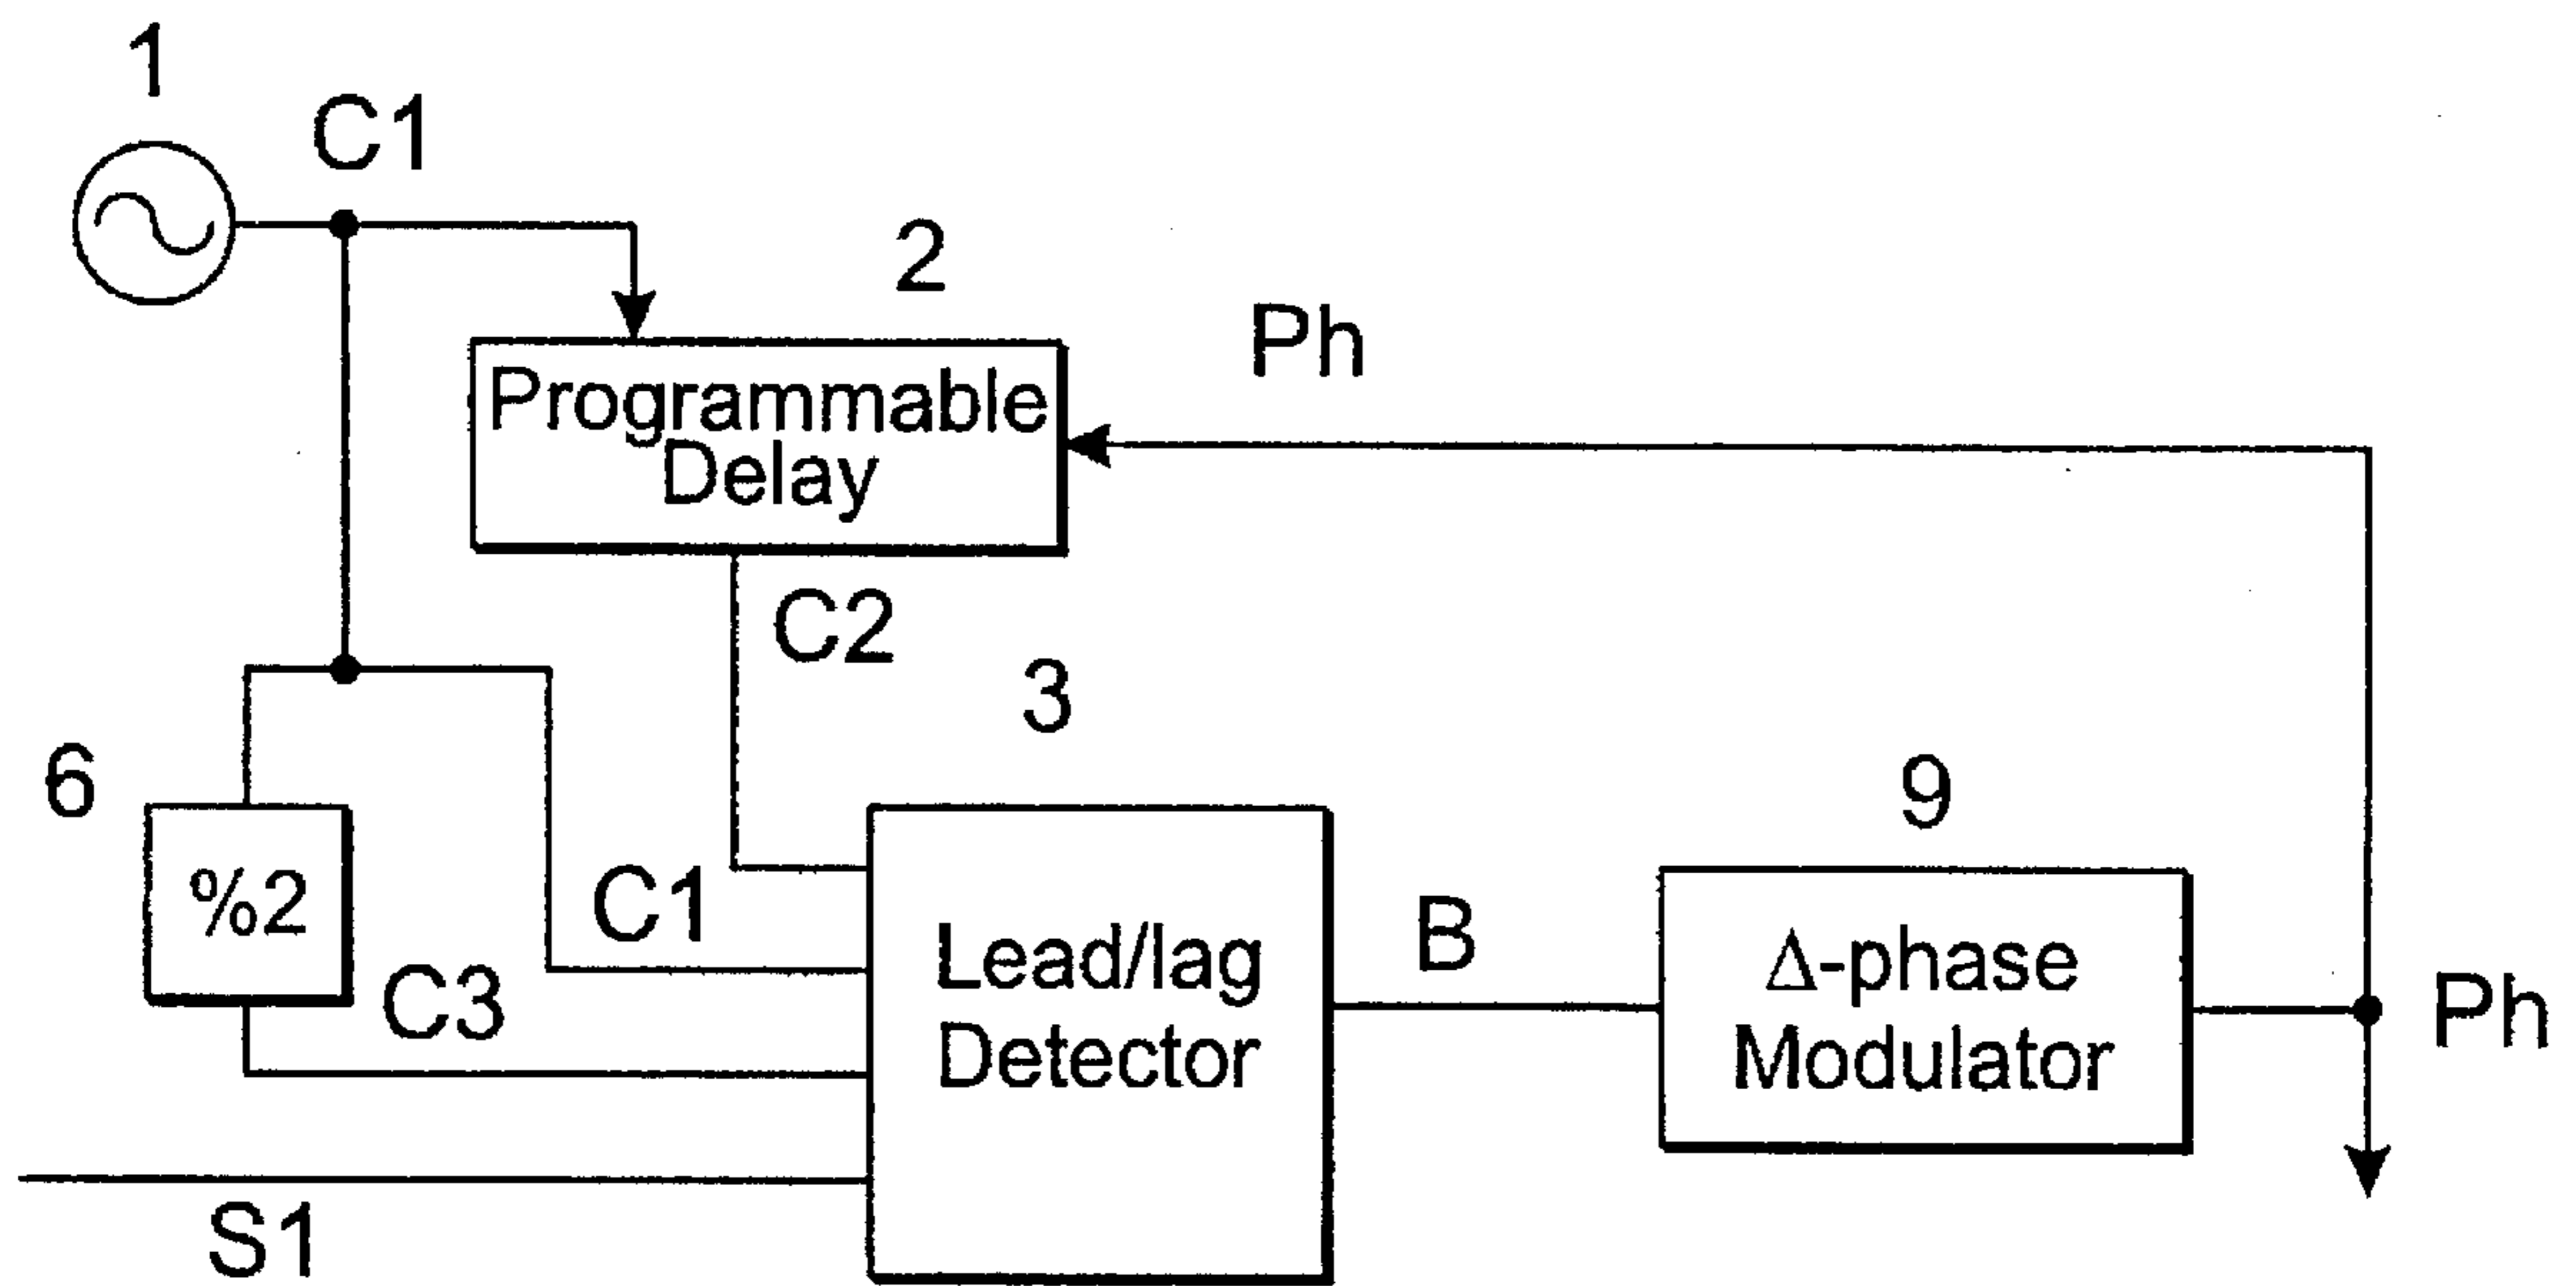 1
C1
2
Programmable
Delay
Ph
C2
3
6
%2
C1
C3
Lead/lag
Detector
B
9
Δ-phase
Modulator
Ph
S1